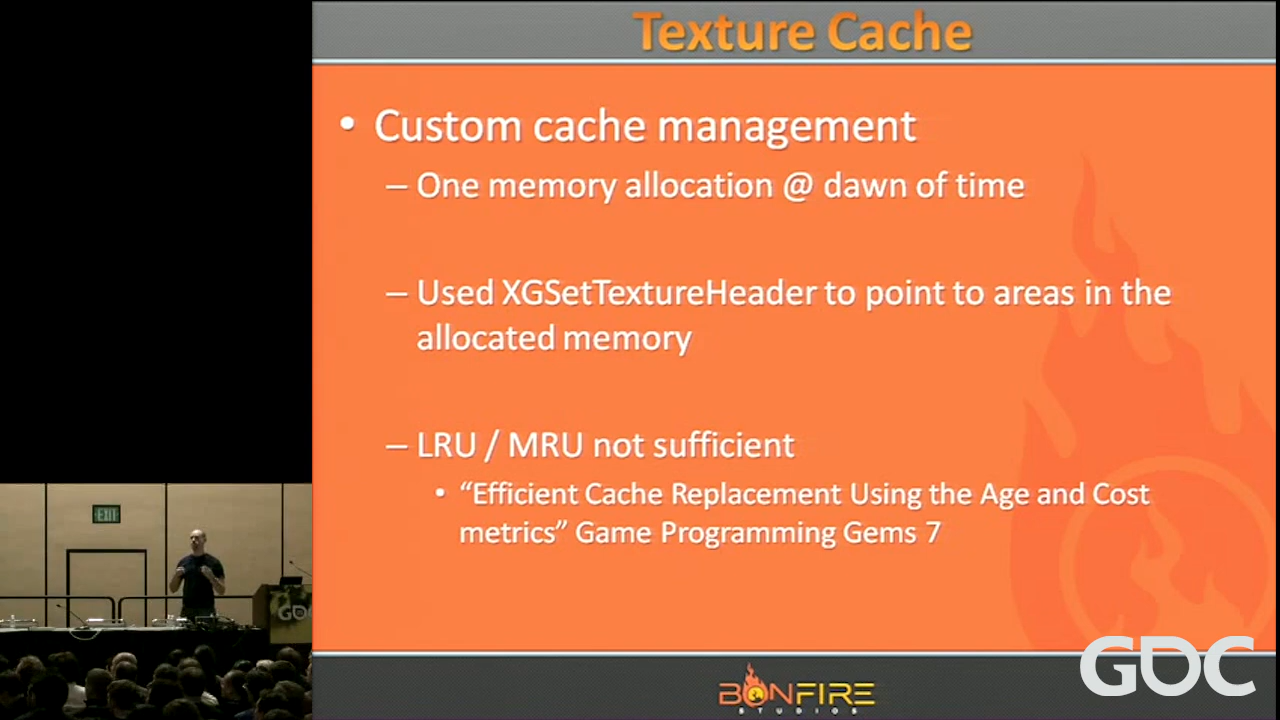 Texture Cache
• Custom cache management
– One memory allocation @ dawn of time
– Used XGSetTextureHeader to point to areas in the
allocated memory
– LRU / MRU not sufficient
• “Efficient Cache Replacement Using the Age and Cost
metrics” Game Programming Gems 7
EXIT
GDC
BONFIRE
STUDIOS
GDC